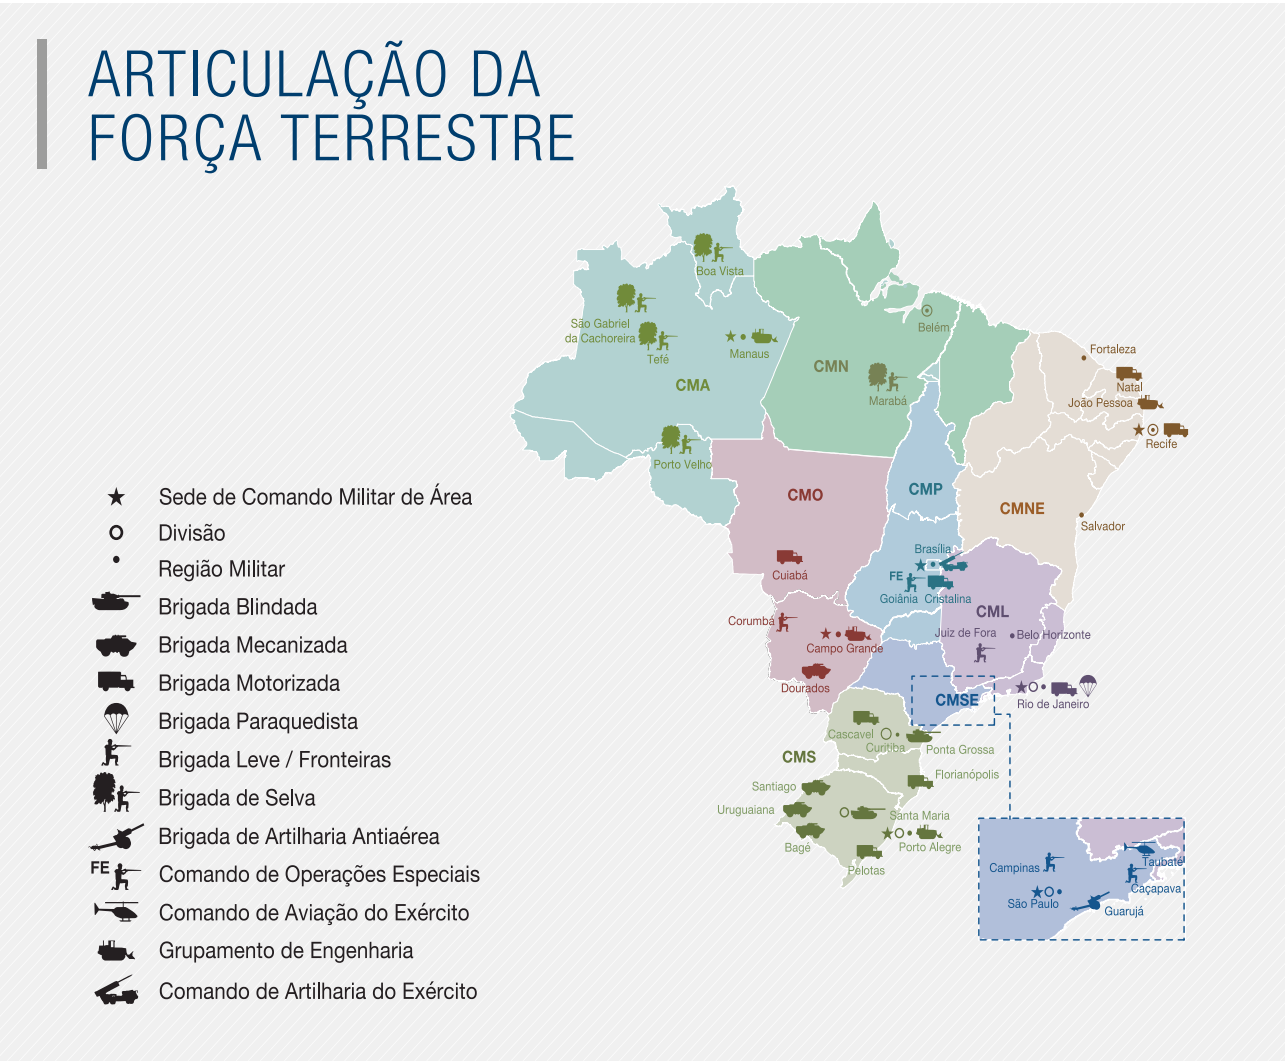 ARTICULAÇÃO DA
FORÇA TERRESTRE
Sede de Comando Militar de Área
Divisão
Região Militar
Brigada Blindada
Brigada Mecanizada
Brigada Motorizada
Brigada Paraquedista
Brigada Leve / Fronteiras
Brigada de Selva
Brigada de Artilharia Antiaérea
FE
Comando de Operações Especiais
Comando de Aviação do Exército
Grupamento de Engenharia
Comando de Artilharia do Exército
Boa Vista
São Gabriel
da Cachoreira
Tefé
Manaus
CMA
Porto Velho
Belém
CMN
Marabá
Fortaleza
Natal
João Pessoa
Recife
CMNE
Salvador
CMP
Brasília
FE
Goiânia
Cristalina
CMO
Cuiabá
Corumbá
Campo Grande
Dourados
CML
Juiz de Fora
Belo Horizonte
Rio de Janeiro
CMSE
CMS
Cascavel
Curitiba
Ponta Grossa
Florianópolis
Santiago
Uruguaiana
Santa Maria
Bagé
Porto Alegre
Pelotas
Campinas
Taubaté
Caçapava
São Paulo
Guarujá